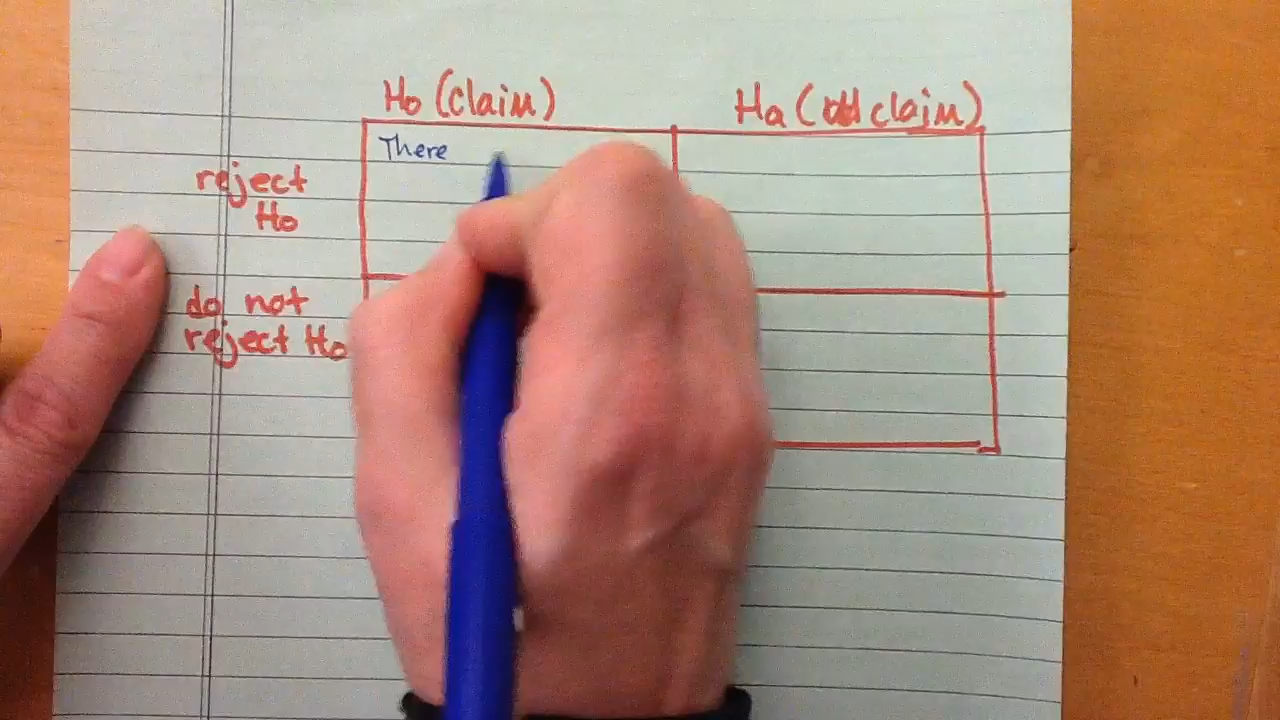 Ho (claim)
Ha (claim)
There
reject
Ho
do not
reject Ho